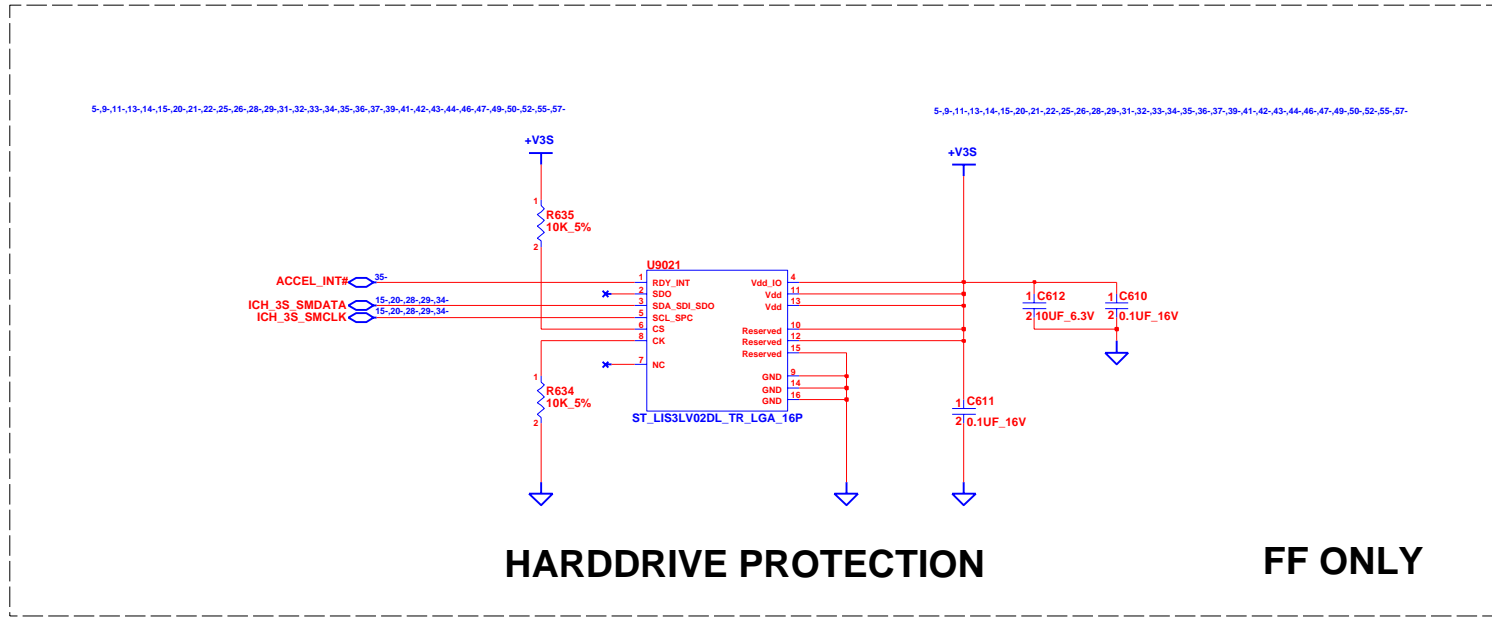 5-,9-,11-,13-,14-,15-,20-,21-,22-,25-,26-,28-,29-,31-,32-,33-,34-,35-,36-,37-,39-,41-,42-,43-,44-,46-,47-,49-,50-,52-,55-,57-
5-,9-,11-,13-,14-,15-,20-,21-,22-,25-,26-,28-,29-,31-,32-,33-,34-,35-,36-,37-,39-,41-,42-,43-,44-,46-,47-,49-,50-,52-,55-,57-
+V3S
+V3S
1
R635
10K_5%
2
U9021
ACCEL_INT# 35-
ICH_3S_SMDATA 15-,20-,28-,29-,34-
ICH_3S_SMCLK 15-,20-,28-,29-,34-
1 RDY_INT
2 SDO
3 SDA_SDI_SDO
5 SCL_SPC
6 CS
8 CK
7 NC
Vdd_IO 4
Vdd 11
Vdd 13
Reserved 10
Reserved 12
Reserved 15
GND 9
GND 14
GND 16
ST_LIS3LV02DL_TR_LGA_16P
1 C612
2 10UF_6.3V
1 C610
2 0.1UF_16V
1
R634
10K_5%
2
1 C611
2 0.1UF_16V
HARDDRIVE PROTECTION
FF ONLY